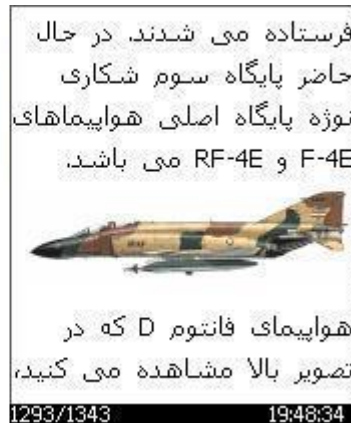 فرستاده می شدند. در حال
حاضر پایگاه سوم شکاری
نوژه پایگاه اصلی هواپیماهای
F-4E و RF-4E می باشد.
هواپیمای فانتوم D که در
تصویر بالا مشاهده می کنید،
1293/1343 19:48:34